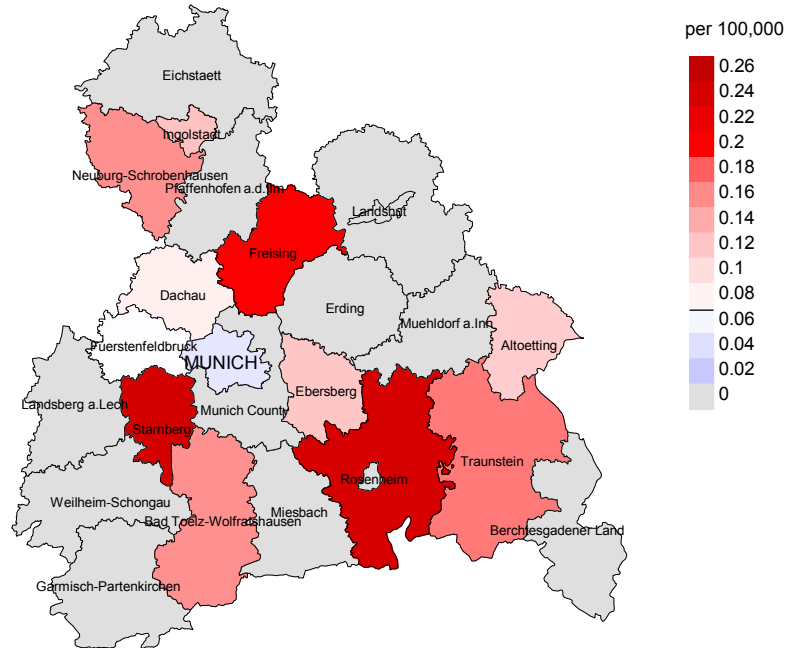 per 100,000
0.26
0.24
0.22
0.2
0.18
0.16
0.14
0.12
0.1
0.08
0.06
0.04
0.02
0
Eichstaett
Ingolstadt
Neuburg-Schrobenhausen
Pfaffenhofen a.d.Ilm
Landshut
Freising
Dachau
Erding
Muehldorf a.Inn
Altoetting
Fuerstenfeldbruck
MUNICH
Ebersberg
Landsberg a.Lech
Munich County
Starnberg
Traunstein
Rosenheim
Weilheim-Schongau
Miesbach
Bad Toelz-Wolfratshausen
Berchtesgadener Land
Garmisch-Partenkirchen